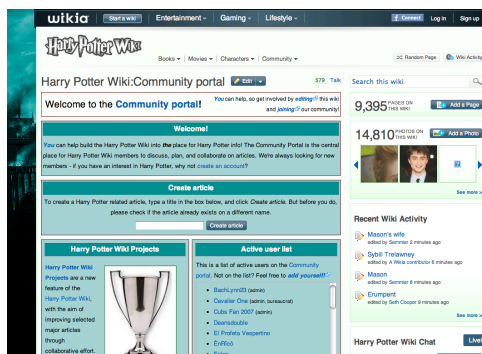 wikia Start a wiki Entertainment Gaming Lifestyle Connect Log In Sign up
Harry Potter Wiki
Books Movies Characters Community Random Page Wiki Activity
Harry Potter Wiki:Community portal Edit 579 Talk
Welcome to the Community portal!
You can help, so get involved by editing this wiki
and joining our community!
Welcome!
You can help build the Harry Potter Wiki into the place for Harry Potter info! The Community Portal is the central
place for Harry Potter Wiki members to discuss, plan, and collaborate on articles. We're always looking for new
members - if you have an interest in Harry Potter, why not create an account?
Create article
To create a Harry Potter related article, type a title in the box below, and click Create Article. But before you do,
please check if the article already exists on a different name.
Create article
Harry Potter Wiki Projects
Harry Potter Wiki
Projects are a new
feature of the
Harry Potter Wiki,
with the aim of
improving selected
major articles
through
collaborative effort.
Active user list
This is a list of active users on the Community
portal. Not on the list? Feel free to add yourself!
BachLynn23 (admin)
Cavalier One (admin, bureaucrat)
Cubs Fan 2007 (admin)
Deansdouble
El Profeta Vespertino
EnRicó
Search this wiki
9,395 PAGES ON
THIS WIKI Add a Page
14,810 PHOTOS ON
THIS WIKI Add a Photo
See more >
Recent Wiki Activity
Mason's wife
edited by Semmler 2 minutes ago
Sybill Trelawney
edited by A Wikia contributor 6 minutes ago
Mason
edited by Semmler 8 minutes ago
Erumpent
edited by Seth Cooper 9 minutes ago
See more >
Harry Potter Wiki Chat Live!